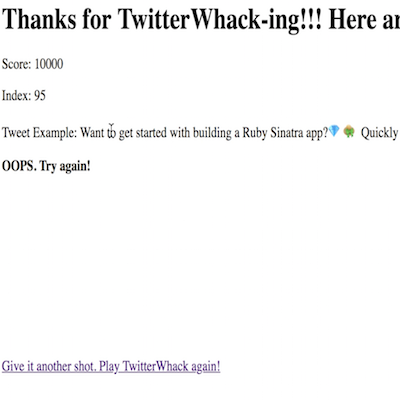 Thanks for TwitterWhack-ing!!! Here
Score: 10000
Index: 95
Tweet Example: Want to get started with building a Ruby Sinatra app?💎 Quickly
OOPS. Try again!
Give it another shot. Play TwitterWhack again!